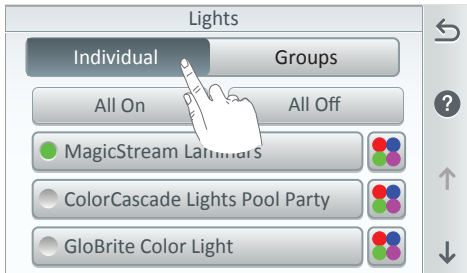 Lights
Individual Groups
All On All Off
MagicStream Laminars
ColorCascade Lights Pool Party
GloBrite Color Light
?